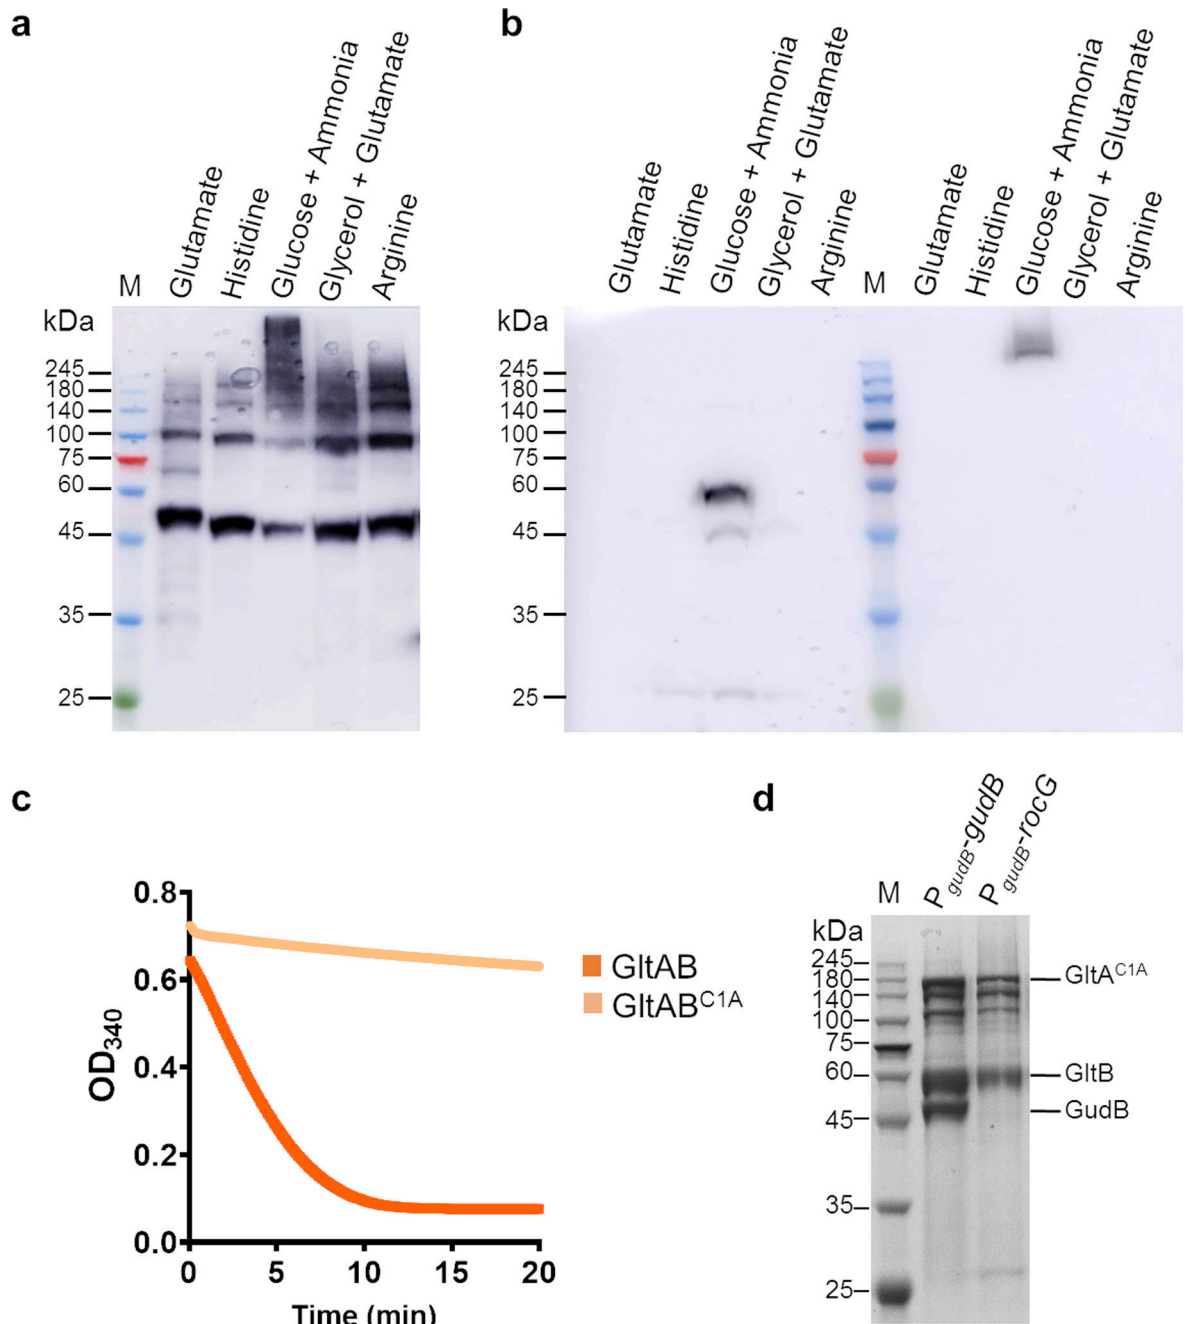 a
Glutamate
Histidine
Glucose + Ammonia
Glycerol + Glutamate
Arginine
M
kDa
245
180
140
100
75
60
45
35
25
b
Glutamate
Histidine
Glucose + Ammonia
Glycerol + Glutamate
Arginine
M
Glutamate
Histidine
Glucose + Ammonia
Glycerol + Glutamate
Arginine
kDa
245
180
140
100
75
60
45
35
25
c
0.8
0.6
0.4
0.2
0.0
OD340
0 5 10 15 20
Time (min)
GltAB
GltABC1A
d
M
PgudB-gudB
PgudB-rocG
kDa
245
180
140
100
75
60
45
35
25
GltAC1A
GltB
GudB